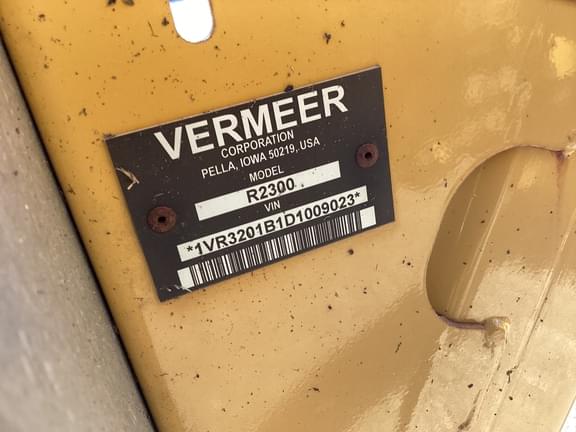 VERMEER
CORPORATION
PELLA, IOWA 50219, USA
MODEL
R2300
VIN
*1VR3201B1D1009023*